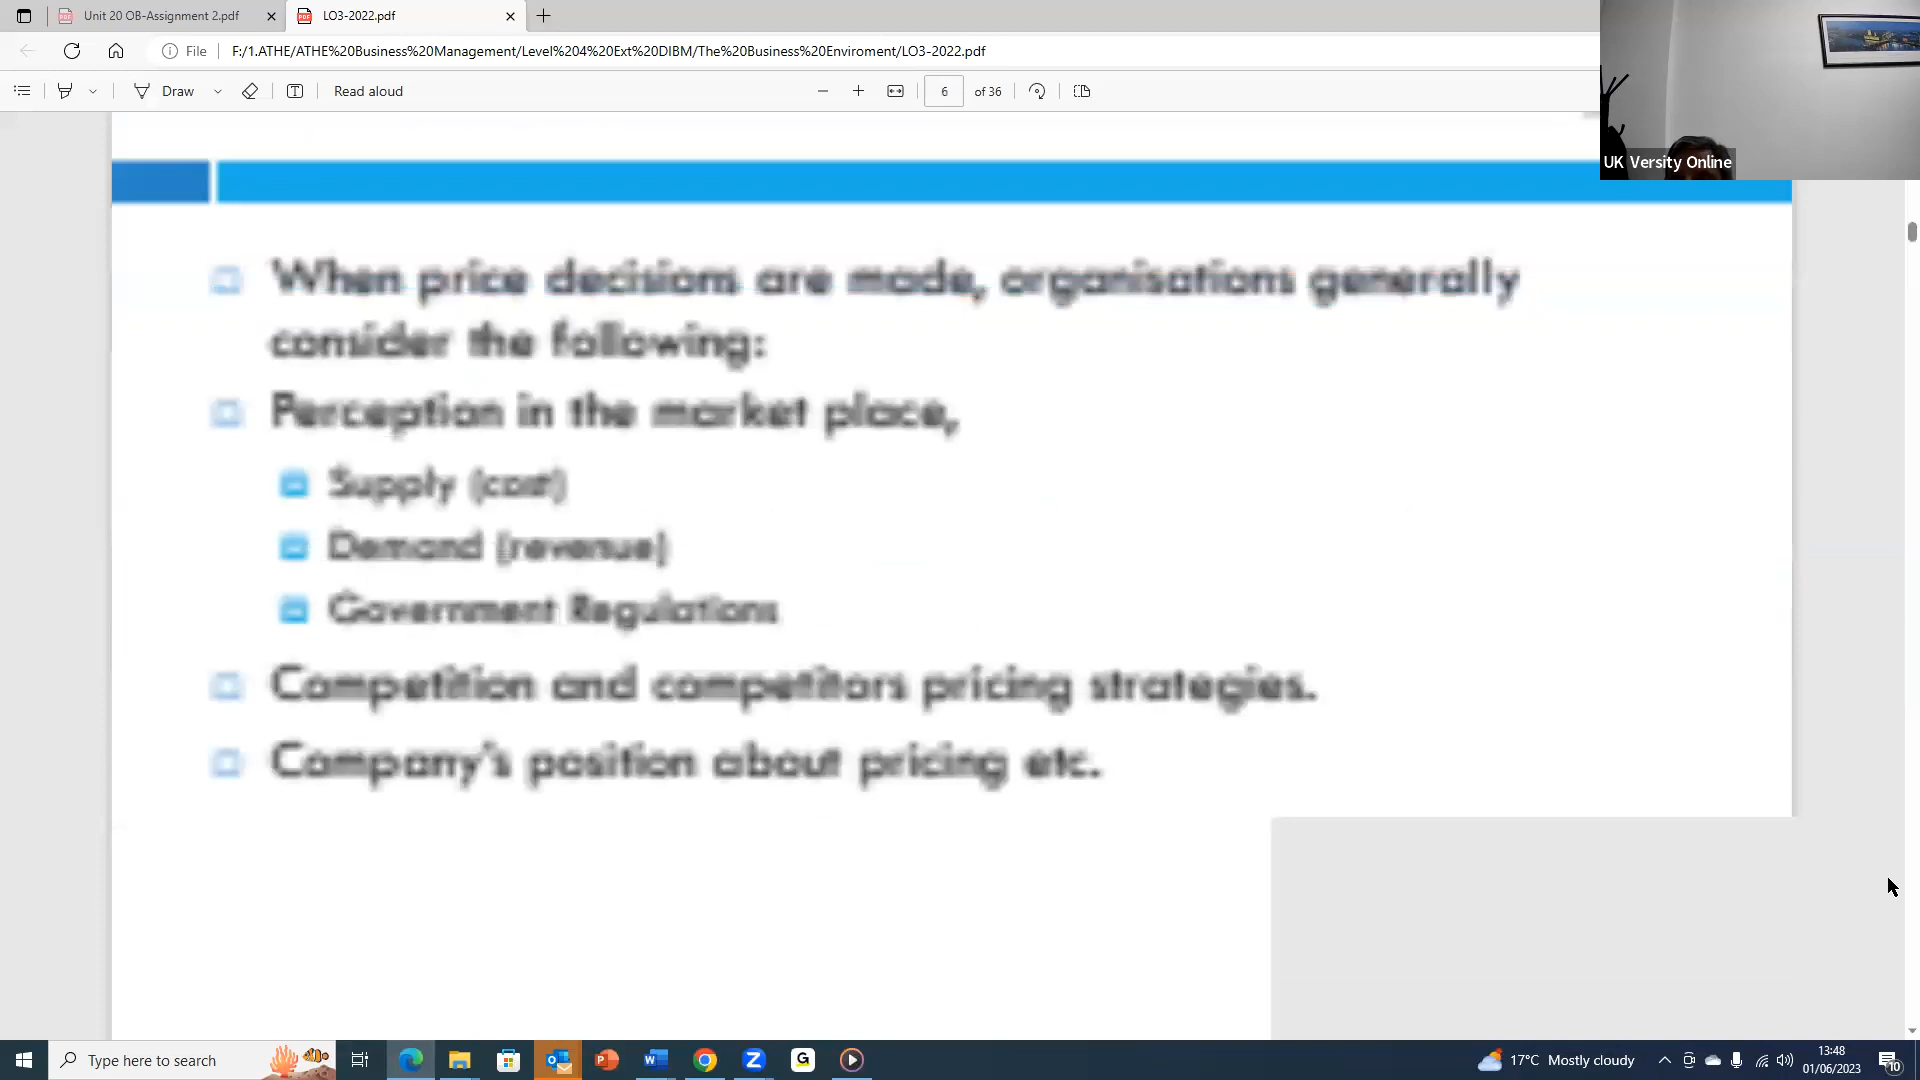 Unit 20 OB-Assignment 2.pdf
LO3-2022.pdf
File
F:/1.ATHE/ATHE%20Business%20Management/Level%204%20Ext%20DIBM/The%20Business%20Enviroment/LO3-2022.pdf
Draw
Read aloud
6 of 36
UK Versity Online
When price decisions are made, organisations generally
consider the following:
Perception in the market place,
Supply (cost)
Demand (revenue)
Government Regulations
Competition and competitors pricing strategies.
Company's position about pricing etc.
Type here to search
17°C Mostly cloudy
13:48
01/06/2023
10